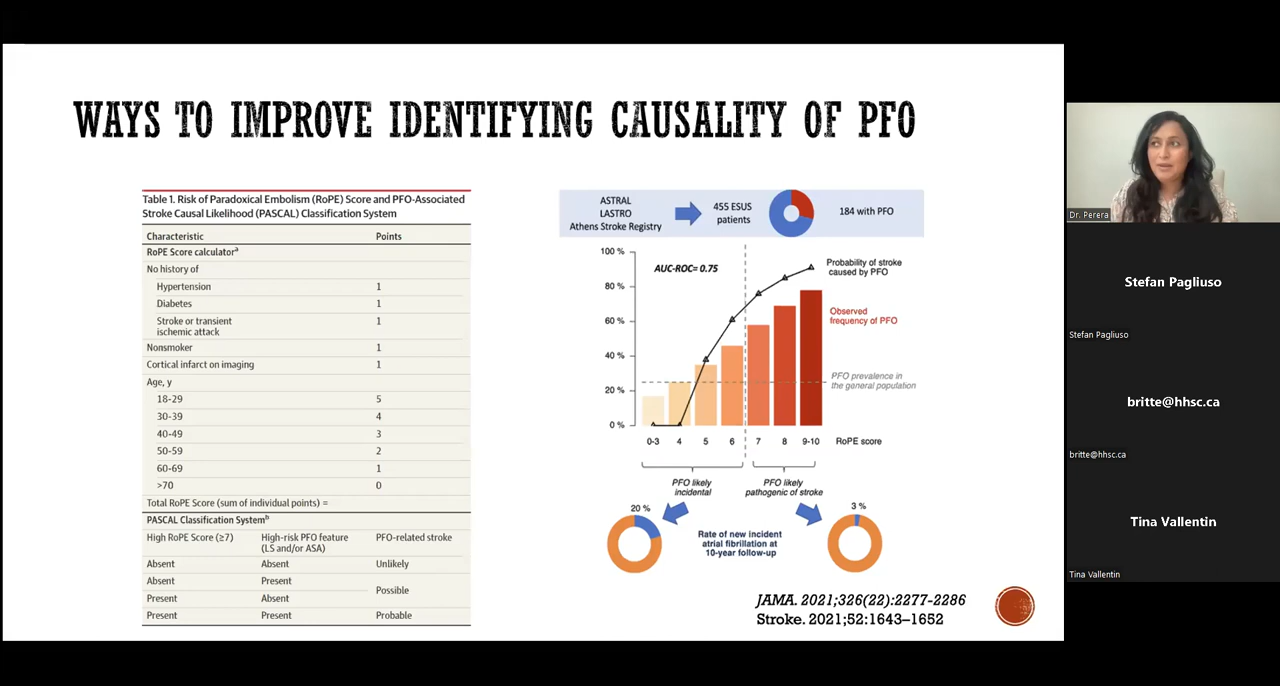 WAYS TO IMPROVE IDENTIFYING CAUSALITY OF PFO
Table 1. Risk of Paradoxical Embolism (RoPE) Score and PFO-Associated
Stroke Causal Likelihood (PASCAL) Classification System
Characteristic Points
RoPE Score calculatorª
No history of
Hypertension 1
Diabetes 1
Stroke or transient
ischemic attack 1
Nonsmoker 1
Cortical infarct on imaging 1
Age, y
18-29 5
30-39 4
40-49 3
50-59 2
60-69 1
>70 0
Total RoPE Score (sum of individual points) =
PASCAL Classification Systemᵇ
High RoPE Score (≥7) High-risk PFO feature PFO-related stroke
(LS and/or ASA)
Absent Absent Unlikely
Absent Present
Possible
Present Absent
Present Present Probable
ASTRAL
LASTRO
Athens Stroke Registry
455 ESUS
patients
184 with PFO
100 %
80 %
60 %
40 %
20 %
0 %
AUC-ROC= 0.75
Probability of stroke
caused by PFO
Observed
frequency of PFO
PFO prevalence in
the general population
0-3 4 5 6 7 8 9-10 RoPE score
PFO likely
incidental
PFO likely
pathogenic of stroke
20 %
3 %
Rate of new incident
atrial fibrillation at
10-year follow-up
JAMA. 2021;326(22):2277-2286
Stroke. 2021;52:1643–1652
Dr. Perera
Stefan Pagliuso
Stefan Pagliuso
britte@hhsc.ca
britte@hhsc.ca
Tina Vallentin
Tina Vallentin